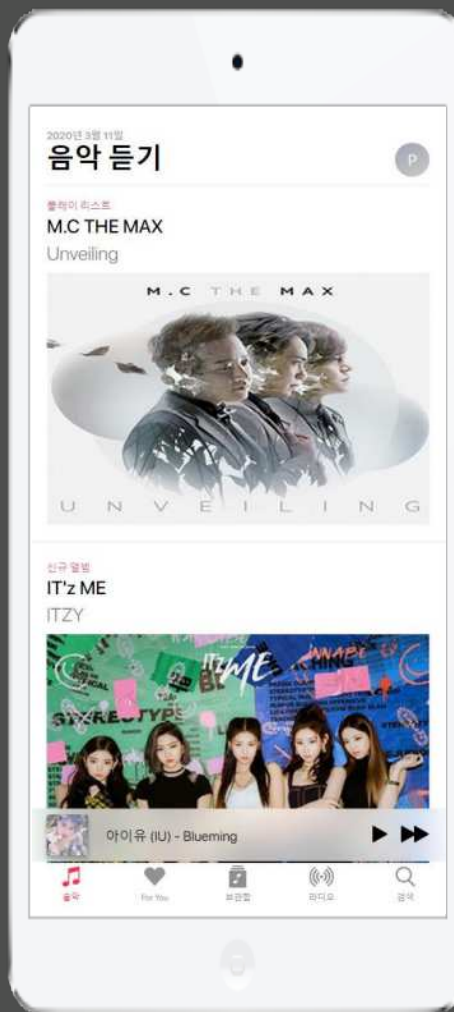 2020년 3월 11일
음악 듣기
P
플레이 리스트
M.C THE MAX
Unveiling
M.C THE MAX
UNVEILING
신규 앨범
IT'z ME
ITZY
IT'z ME
STEREOTYPE
아이유 (IU) - Blueming
음악
For You
보관함
라디오
검색